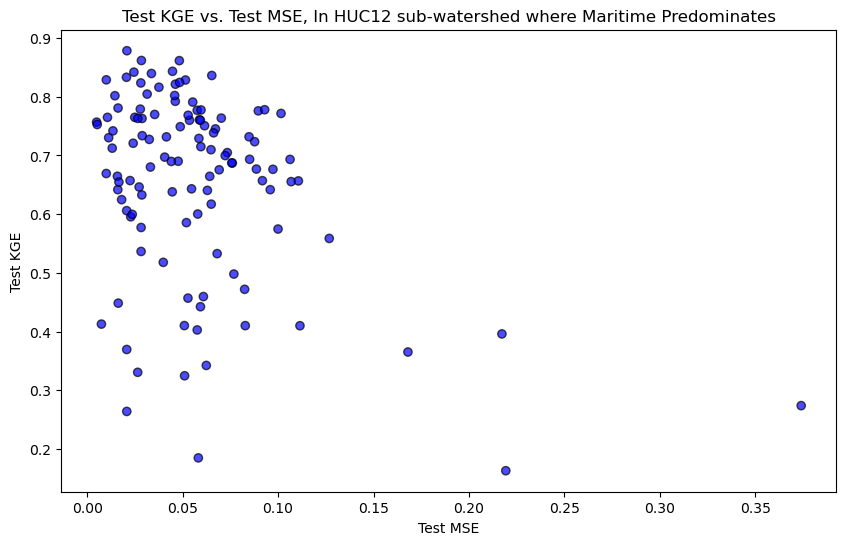 Test KGE vs. Test MSE, In HUC12 sub-watershed where Maritime Predominates
0.9
0.8
0.7
0.6
0.5
0.4
0.3
0.2
Test KGE
0.00 0.05 0.10 0.15 0.20 0.25 0.30 0.35
Test MSE